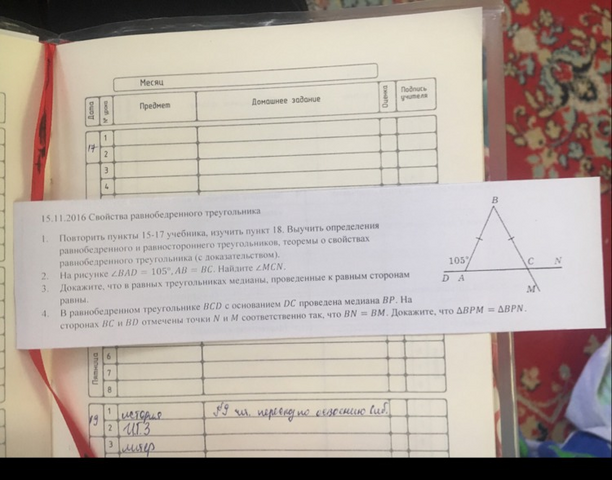 Месяц
Дата
№ урока
Предмет
Домашнее задание
Оценка
Подпись
учителя
1
17
2
3
4
15.11.2016 Свойства равнобедренного треугольника
1. Повторить пункты 15-17 учебника, изучить пункт 18. Выучить определения
равнобедренного и равностороннего треугольников, теоремы о свойствах
равнобедренного треугольника (с доказательством).
2. На рисунке ∠BAD = 105°, AB = BC. Найдите ∠MCN.
3. Докажите, что в равных треугольниках медианы, проведенные к равным сторонам
равны.
4. В равнобедренном треугольнике BCD с основанием DC проведена медиана BP. На
сторонах BC и BD отмечены точки N и M соответственно так, что BN = BM. Докажите, что ΔBPM = ΔBPN.
B
105°
C
N
D A
M
Пятница
6
7
8
19
1 история
2 ИГЗ
3 литер